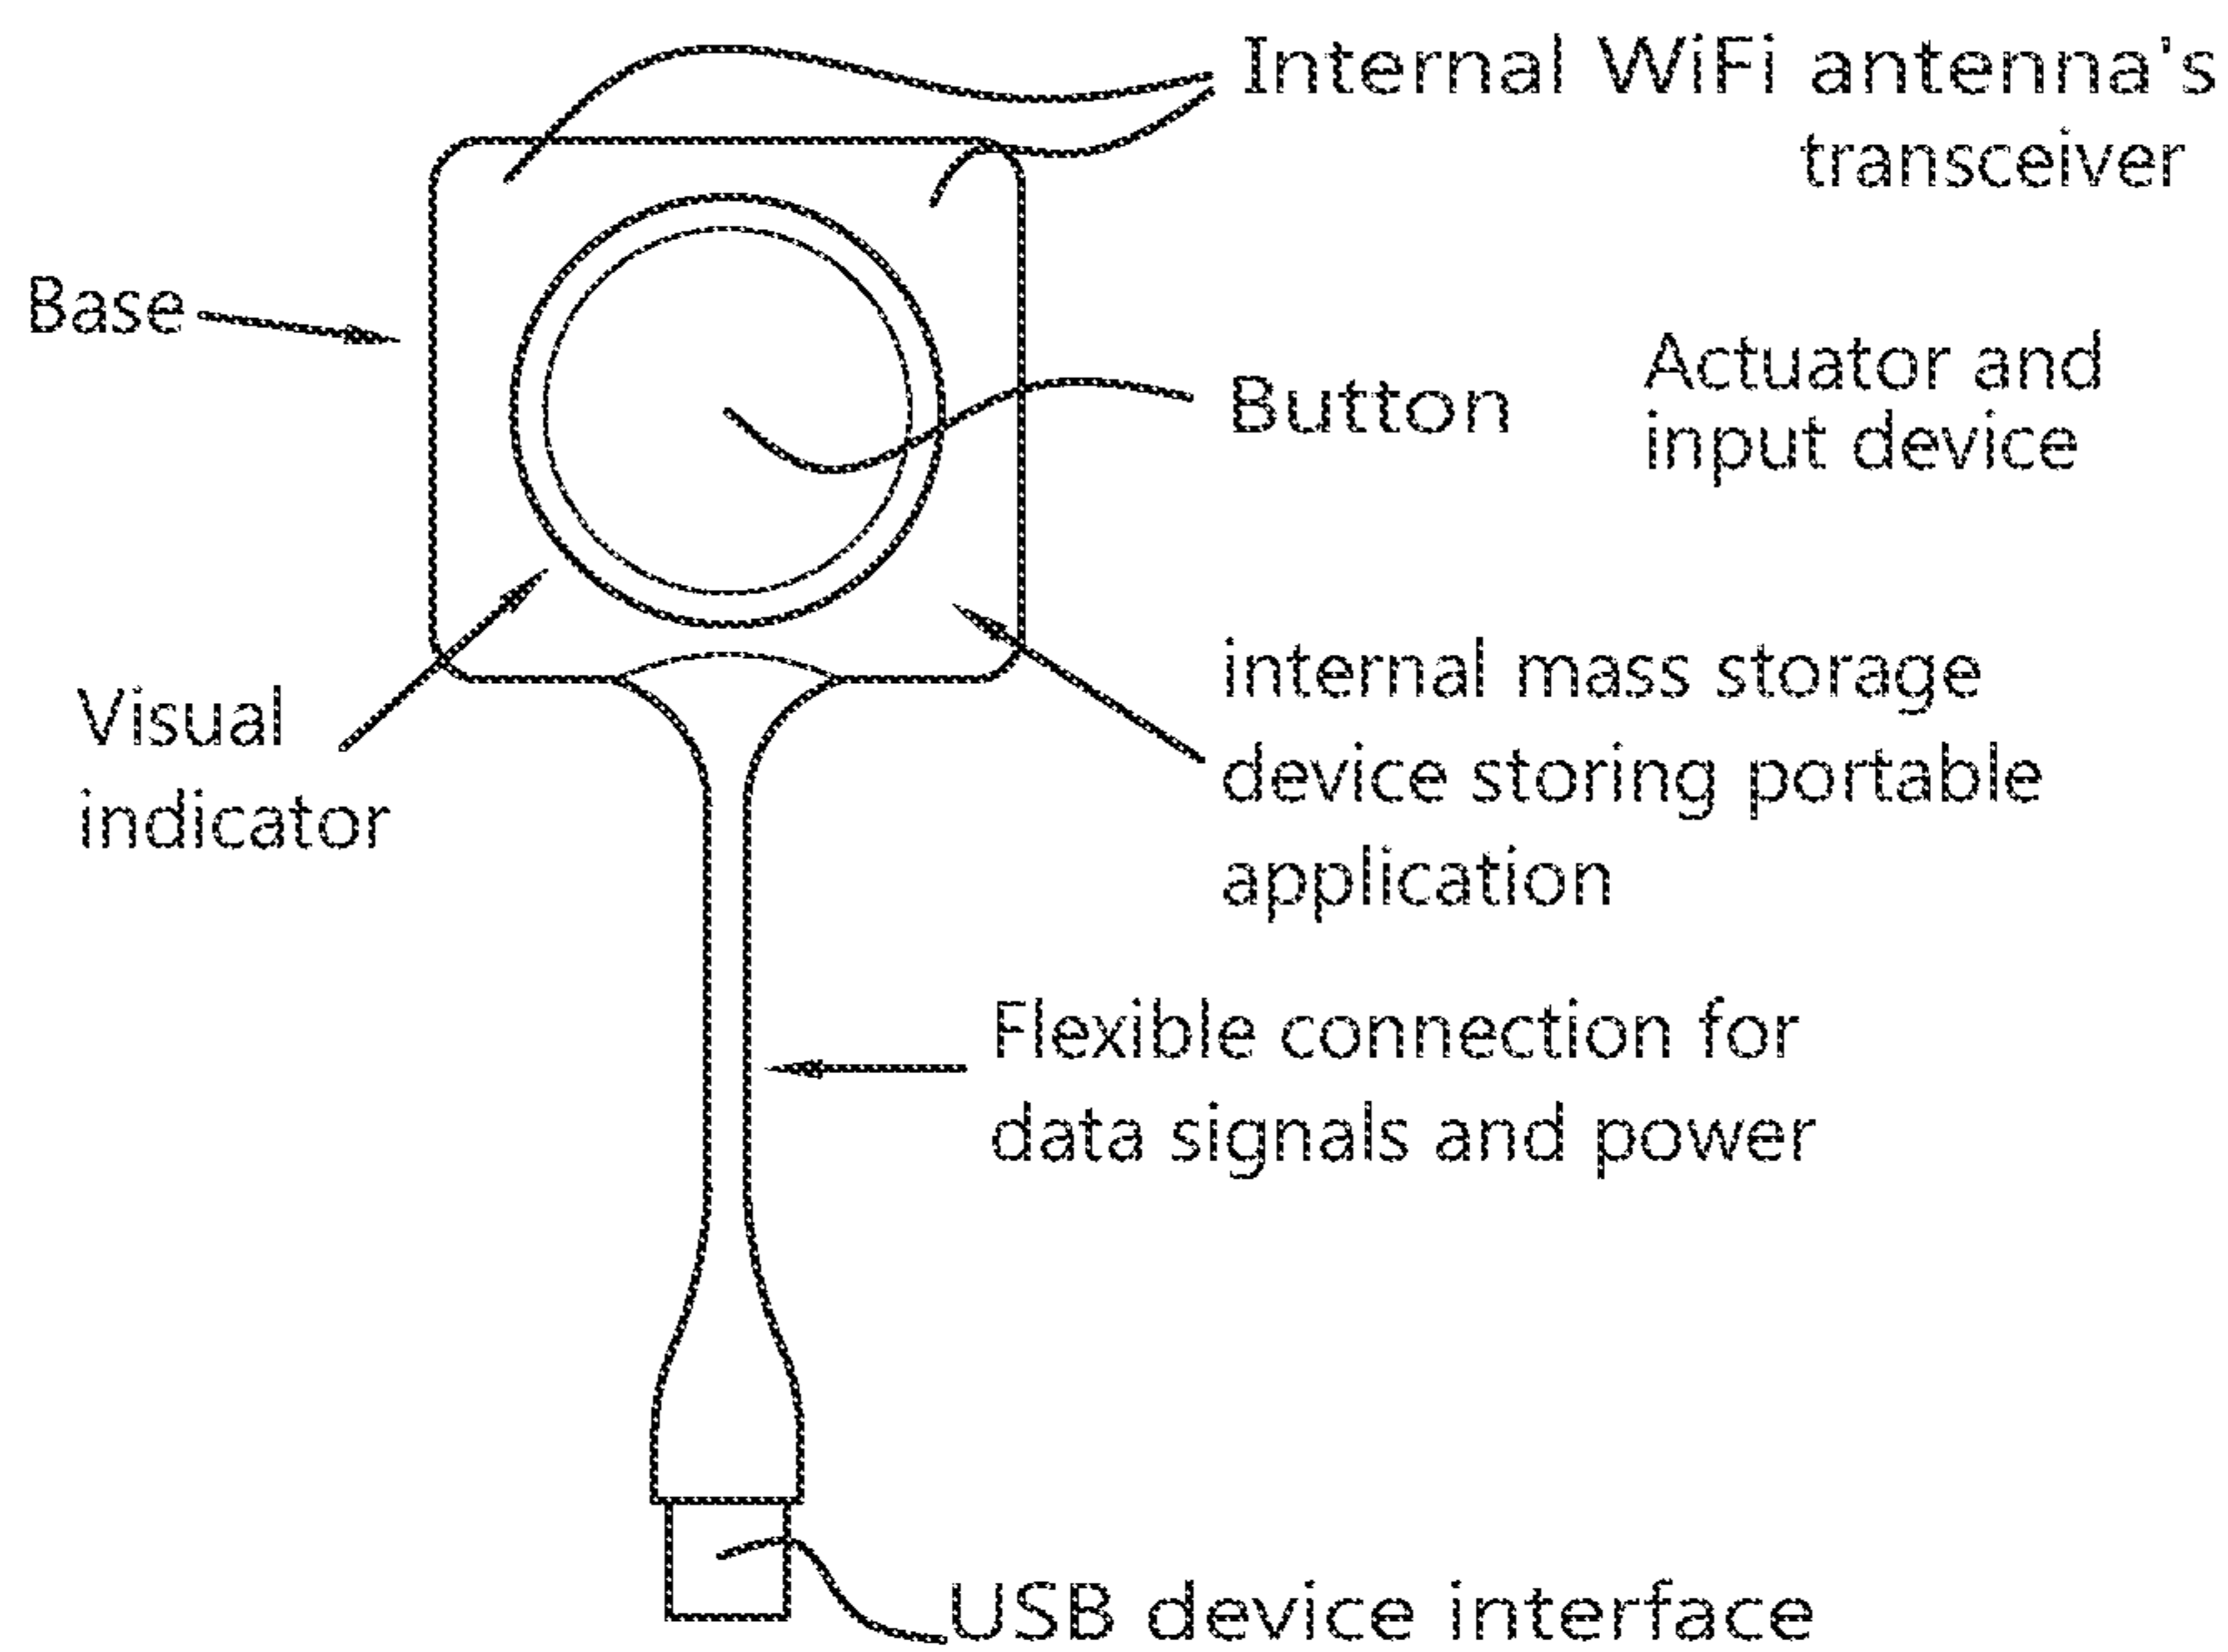 Internal WiFi antenna's
transceiver
Base
Button
Actuator and
input device
Visual
indicator
internal mass storage
device storing portable
application
Flexible connection for
data signals and power
USB device interface